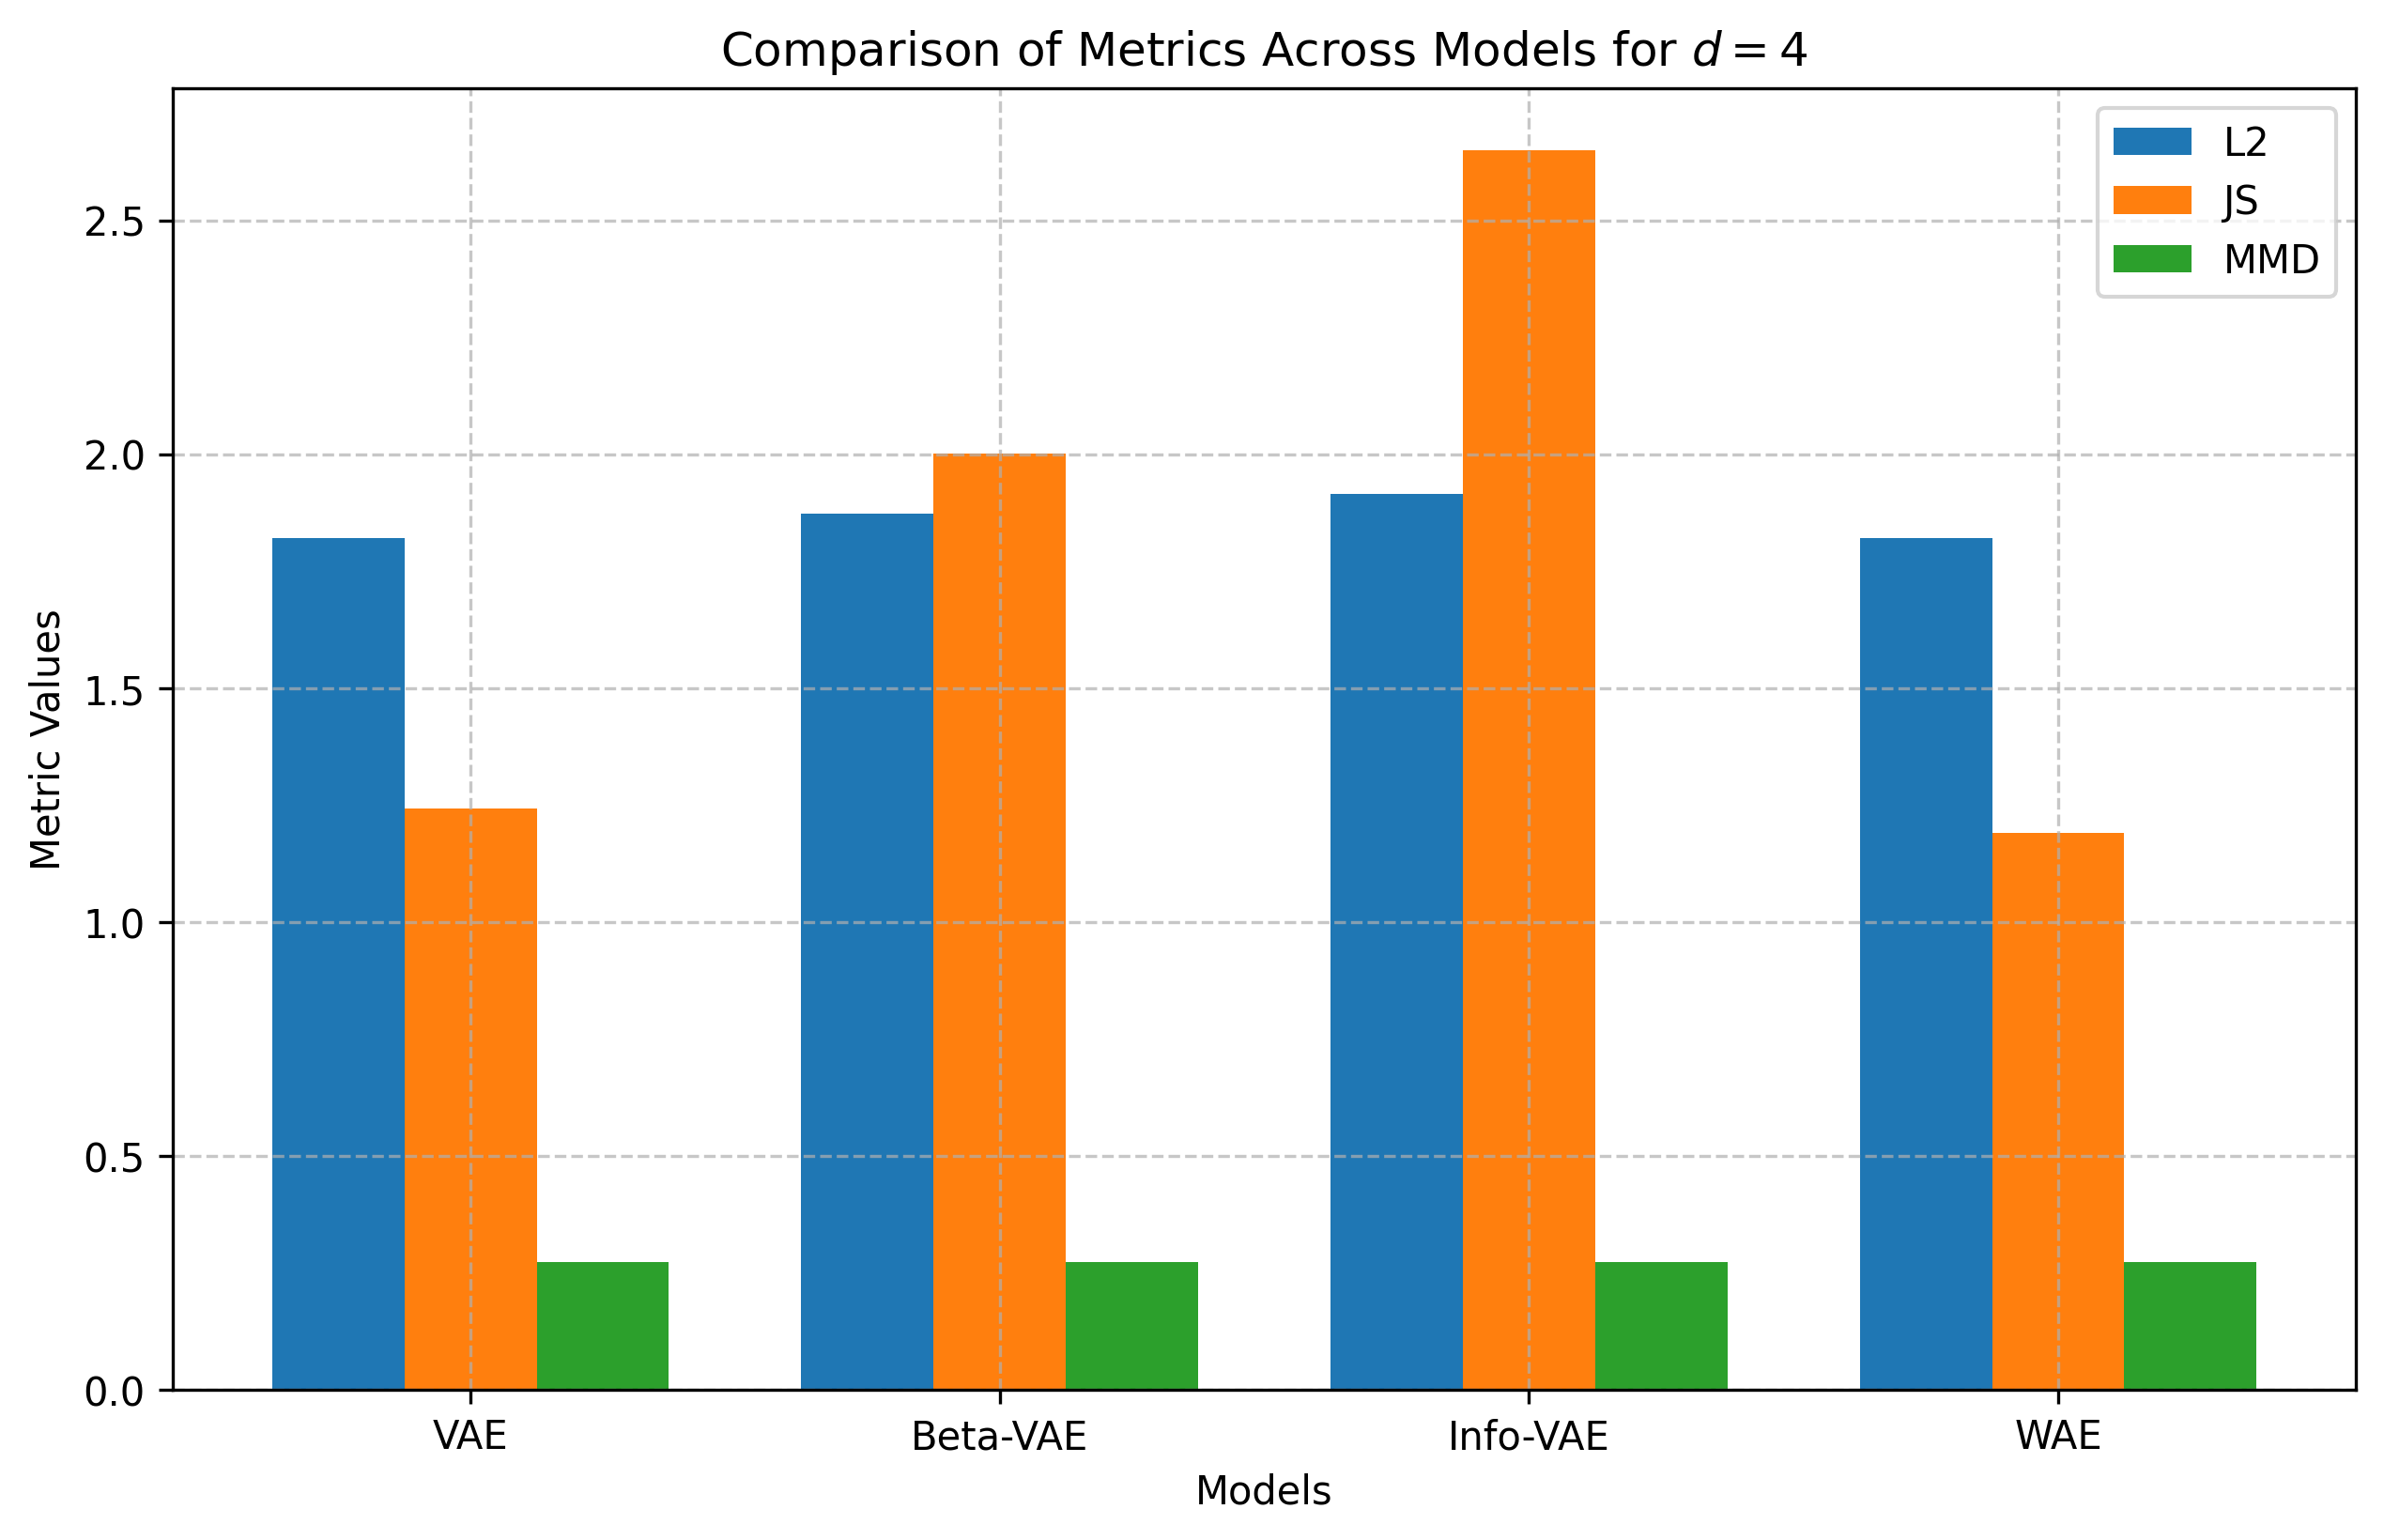 Comparison of Metrics Across Models for d = 4
L2
JS
MMD
2.5
2.0
1.5
1.0
0.5
0.0
Metric Values
VAE
Beta-VAE
Info-VAE
WAE
Models